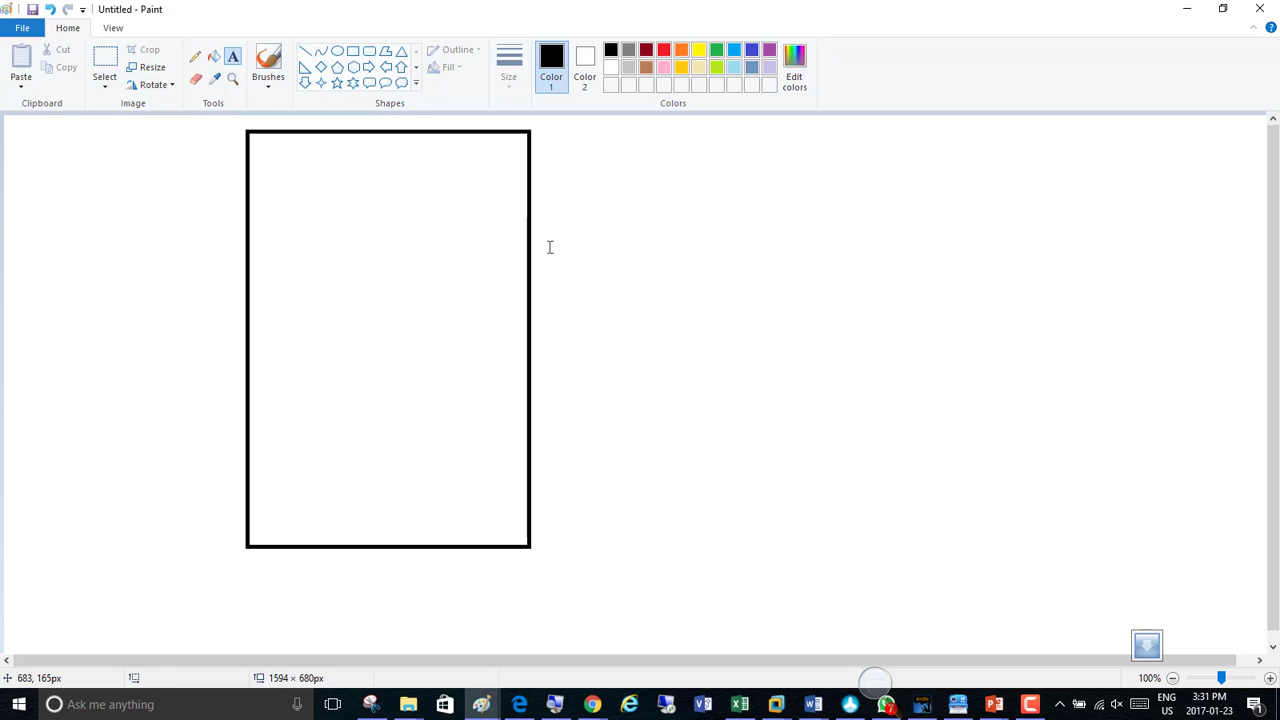 Untitled - Paint
File
Home
View
Paste
Cut
Copy
Clipboard
Select
Crop
Resize
Rotate
Image
A
Tools
Brushes
Outline
Fill
Shapes
Size
Color
1
Color
2
Edit
colors
Colors
683, 165px
1594 × 680px
100%
Ask me anything
7
ENG
US
3:31 PM
2017-01-23
1